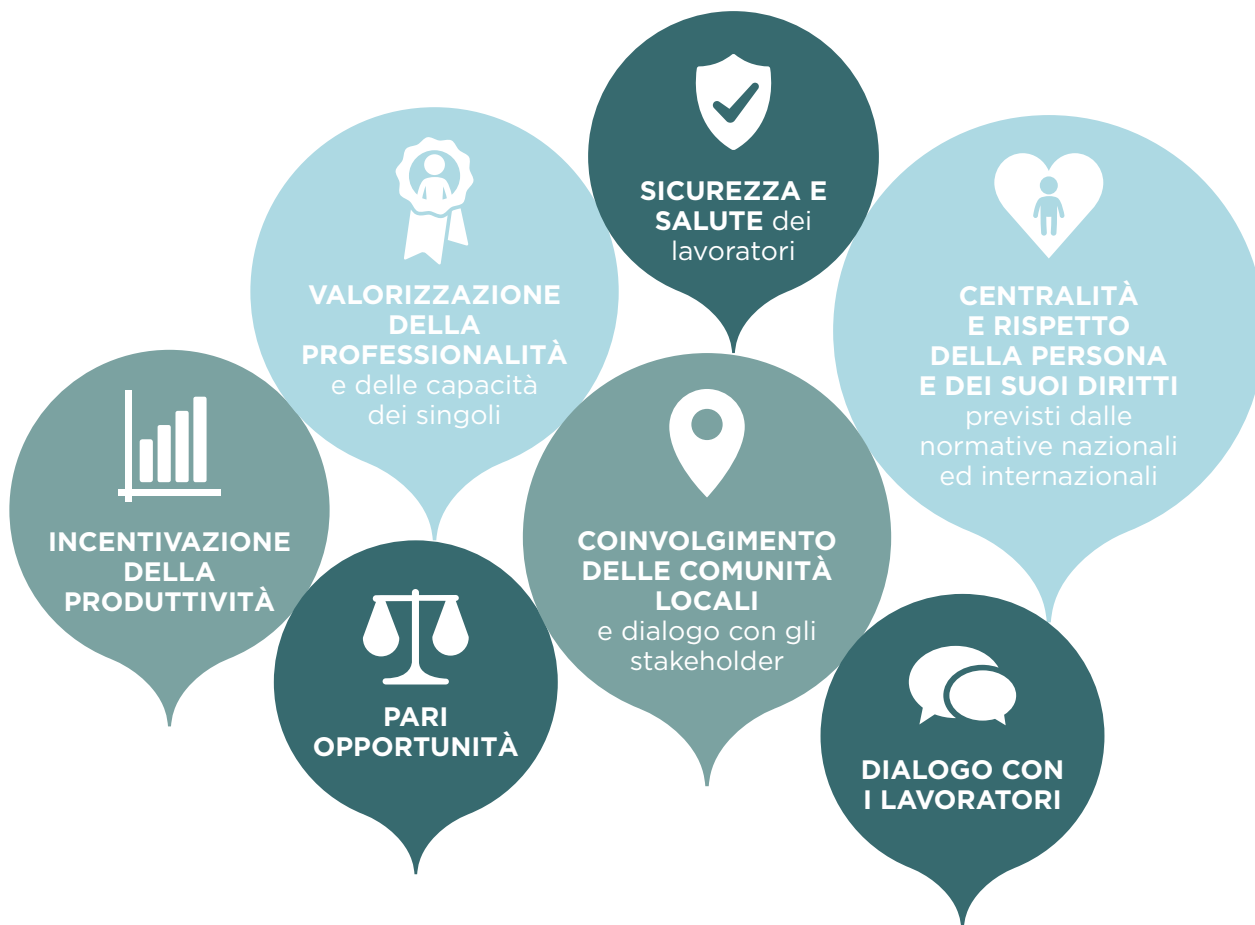 SICUREZZA E
SALUTE dei
lavoratori
VALORIZZAZIONE
DELLA
PROFESSIONALITÀ
e delle capacità
dei singoli
CENTRALITÀ
E RISPETTO
DELLA PERSONA
E DEI SUOI DIRITTI
previsti dalle
normative nazionali
ed internazionali
INCENTIVAZIONE
DELLA
PRODUTTIVITÀ
COINVOLGIMENTO
DELLE COMUNITÀ
LOCALI
e dialogo con gli
stakeholder
PARI
OPPORTUNITÀ
DIALOGO CON
I LAVORATORI